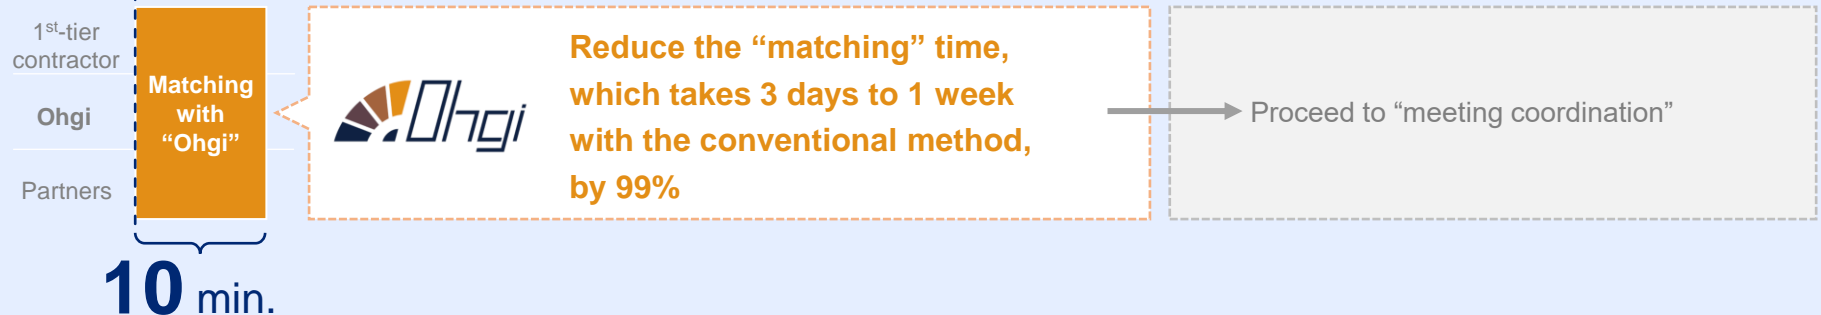 1st-tier
contractor
Ohgi
Partners
Matching
with
“Ohgi”
Ohgi
Reduce the “matching” time,
which takes 3 days to 1 week
with the conventional method,
by 99%
Proceed to “meeting coordination”
10 min.